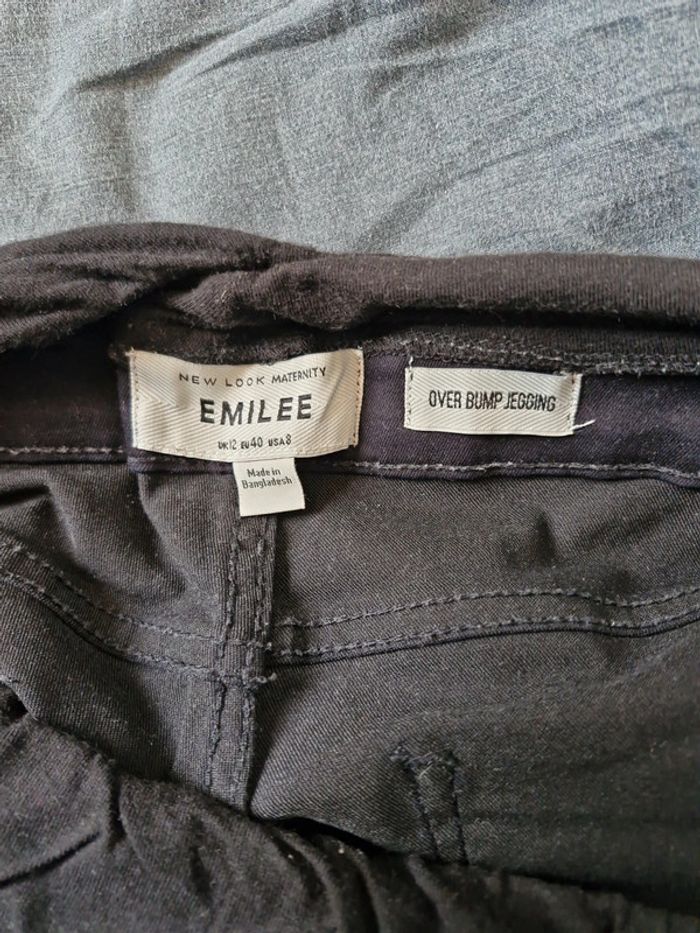 NEW LOOK MATERNITY
EMILEE
UK12 EU40 USA8
OVER BUMP JEGGING
Made in
Bangladesh